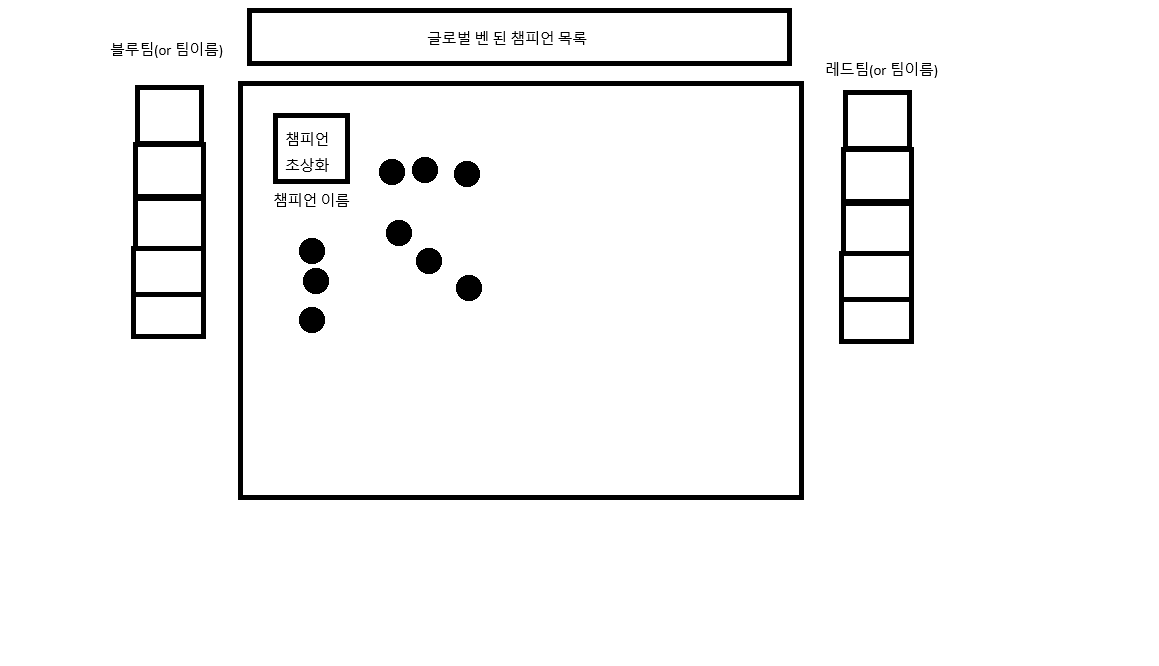 글로벌 벤 된 챔피언 목록
블루팀(or 팀이름)
레드팀(or 팀이름)
챔피언
초상화
챔피언 이름